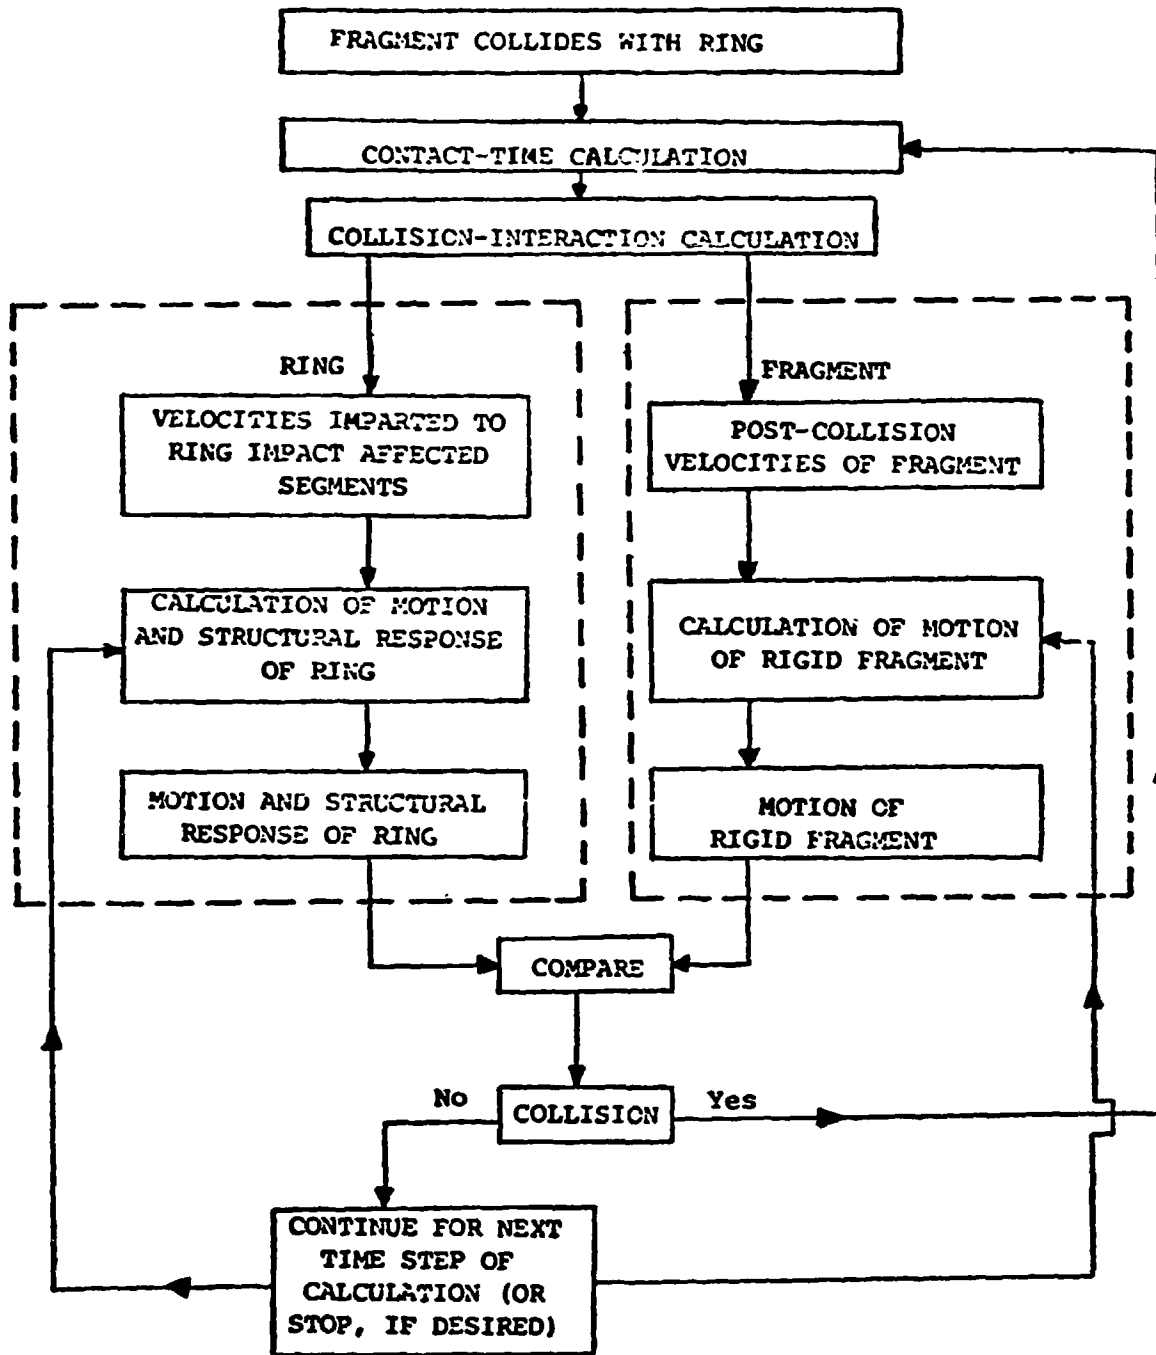 FRAGMENT COLLIDES WITH RING
CONTACT-TIME CALCULATION
COLLISION-INTERACTION CALCULATION
RING
VELOCITIES IMPARTED TO
RING IMPACT AFFECTED
SEGMENTS
CALCULATION OF MOTION
AND STRUCTURAL RESPONSE
OF RING
MOTION AND STRUCTURAL
RESPONSE OF RING
FRAGMENT
POST-COLLISION
VELOCITIES OF FRAGMENT
CALCULATION OF MOTION
OF RIGID FRAGMENT
MOTION OF
RIGID FRAGMENT
COMPARE
COLLISION
No
Yes
CONTINUE FOR NEXT
TIME STEP OF
CALCULATION (OR
STOP, IF DESIRED)